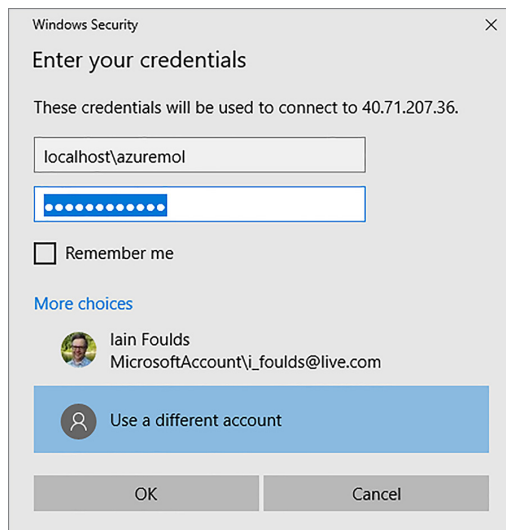 Windows Security
Enter your credentials
These credentials will be used to connect to 40.71.207.36.
localhost\azuremol
●●●●●●●●●●●●
Remember me
More choices
Iain Foulds
MicrosoftAccount\i_foulds@live.com
Use a different account
OK
Cancel